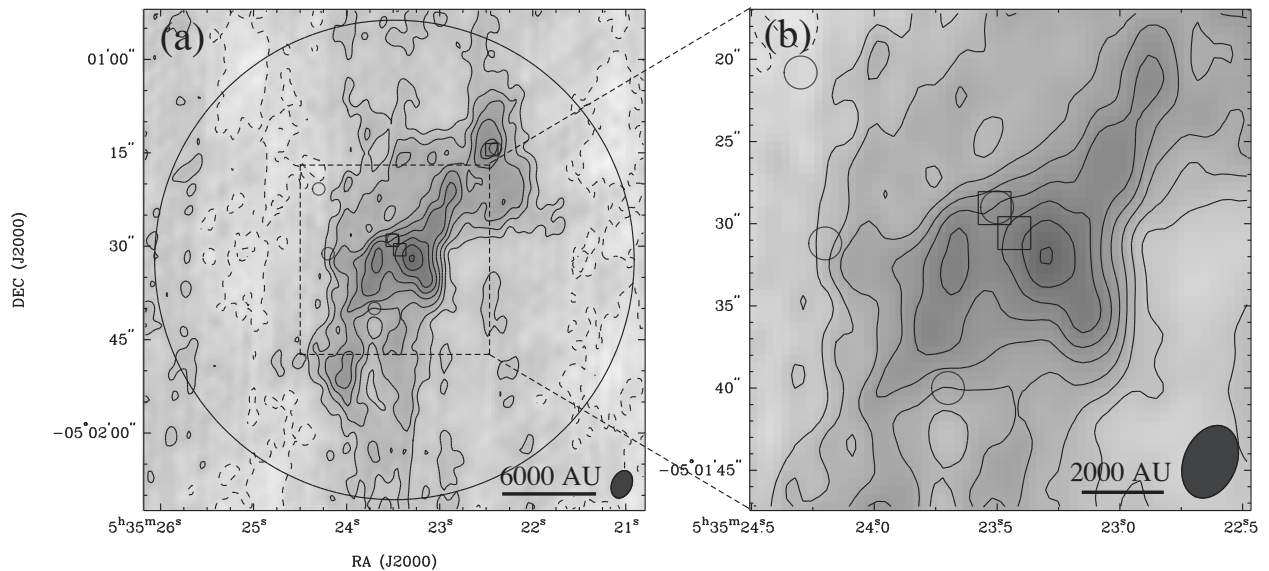 (a)
01′00″
15″
30″
45″
−05°02′00″
DEC (J2000)
6000 AU
5ʰ35ᵐ26ˢ 25ˢ 24ˢ 23ˢ 22ˢ 21ˢ
RA (J2000)
(b)
20″
25″
30″
35″
40″
−05°01′45″
2000 AU
5ʰ35ᵐ24ˢ.5 24ˢ.0 23ˢ.5 23ˢ.0 22ˢ.5